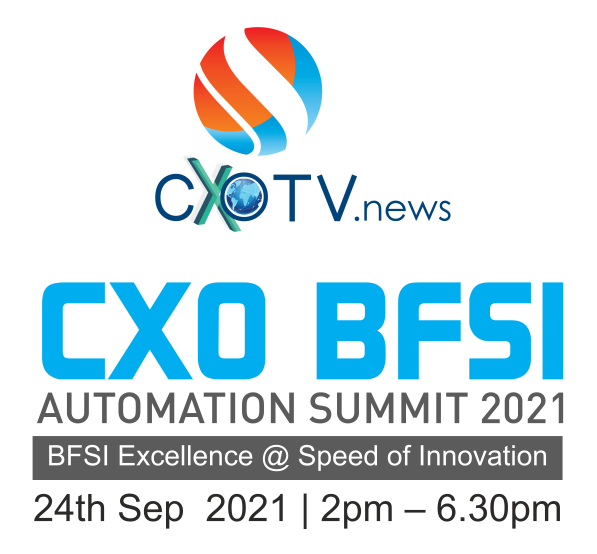 CXOTV.news
CXO BFSI
AUTOMATION SUMMIT 2021
BFSI Excellence @ Speed of Innovation
24th Sep 2021 | 2pm – 6.30pm